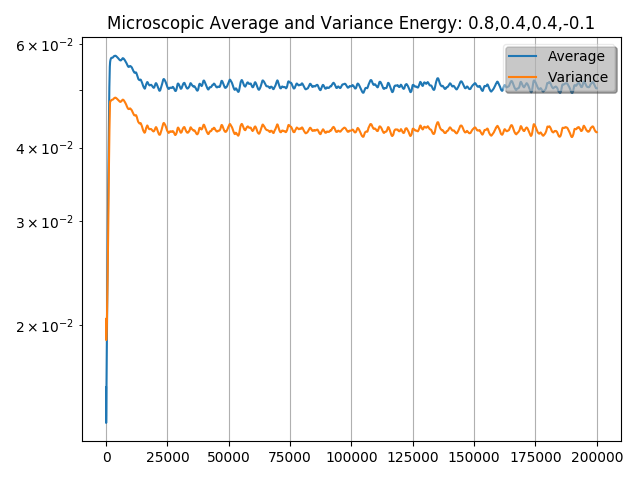 Microscopic Average and Variance Energy: 0.8,0.4,0.4,-0.1
6 × 10⁻²
4 × 10⁻²
3 × 10⁻²
2 × 10⁻²
Average
Variance
0 25000 50000 75000 100000 125000 150000 175000 200000